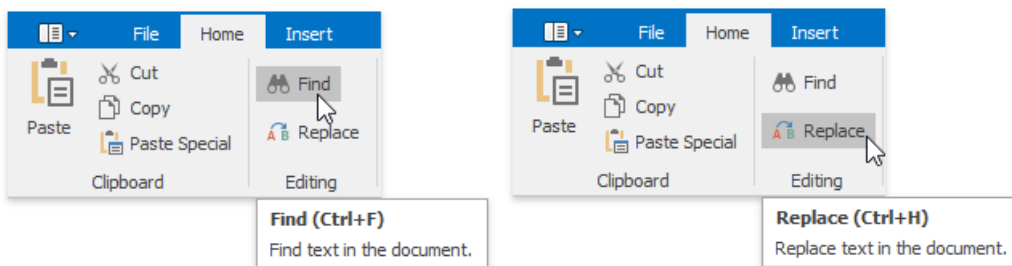 File Home Insert
Cut
Find
Copy
Paste
Replace
Paste Special
Clipboard Editing
Find (Ctrl+F)
Find text in the document.
File Home Insert
Cut
Find
Copy
Paste
Replace
Paste Special
Clipboard Editing
Replace (Ctrl+H)
Replace text in the document.